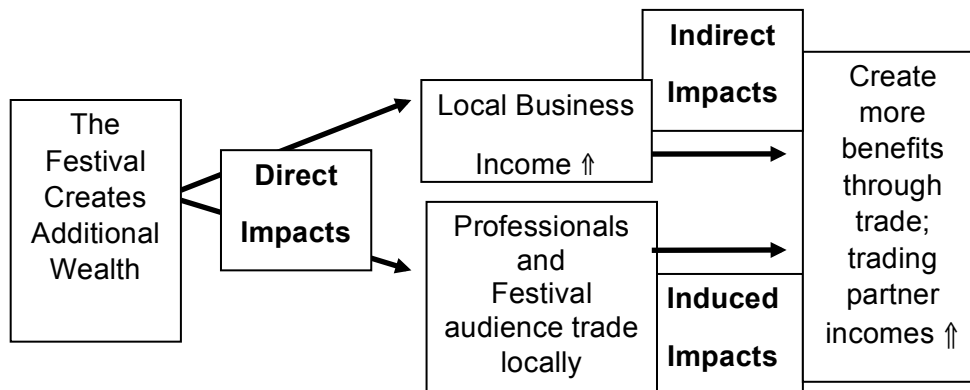 The
Festival
Creates
Additional
Wealth
Direct
Impacts
Local Business
Income ⇑
Professionals
and
Festival
audience trade
locally
Indirect
Impacts
Induced
Impacts
Create
more
benefits
through
trade;
trading
partner
incomes ⇑